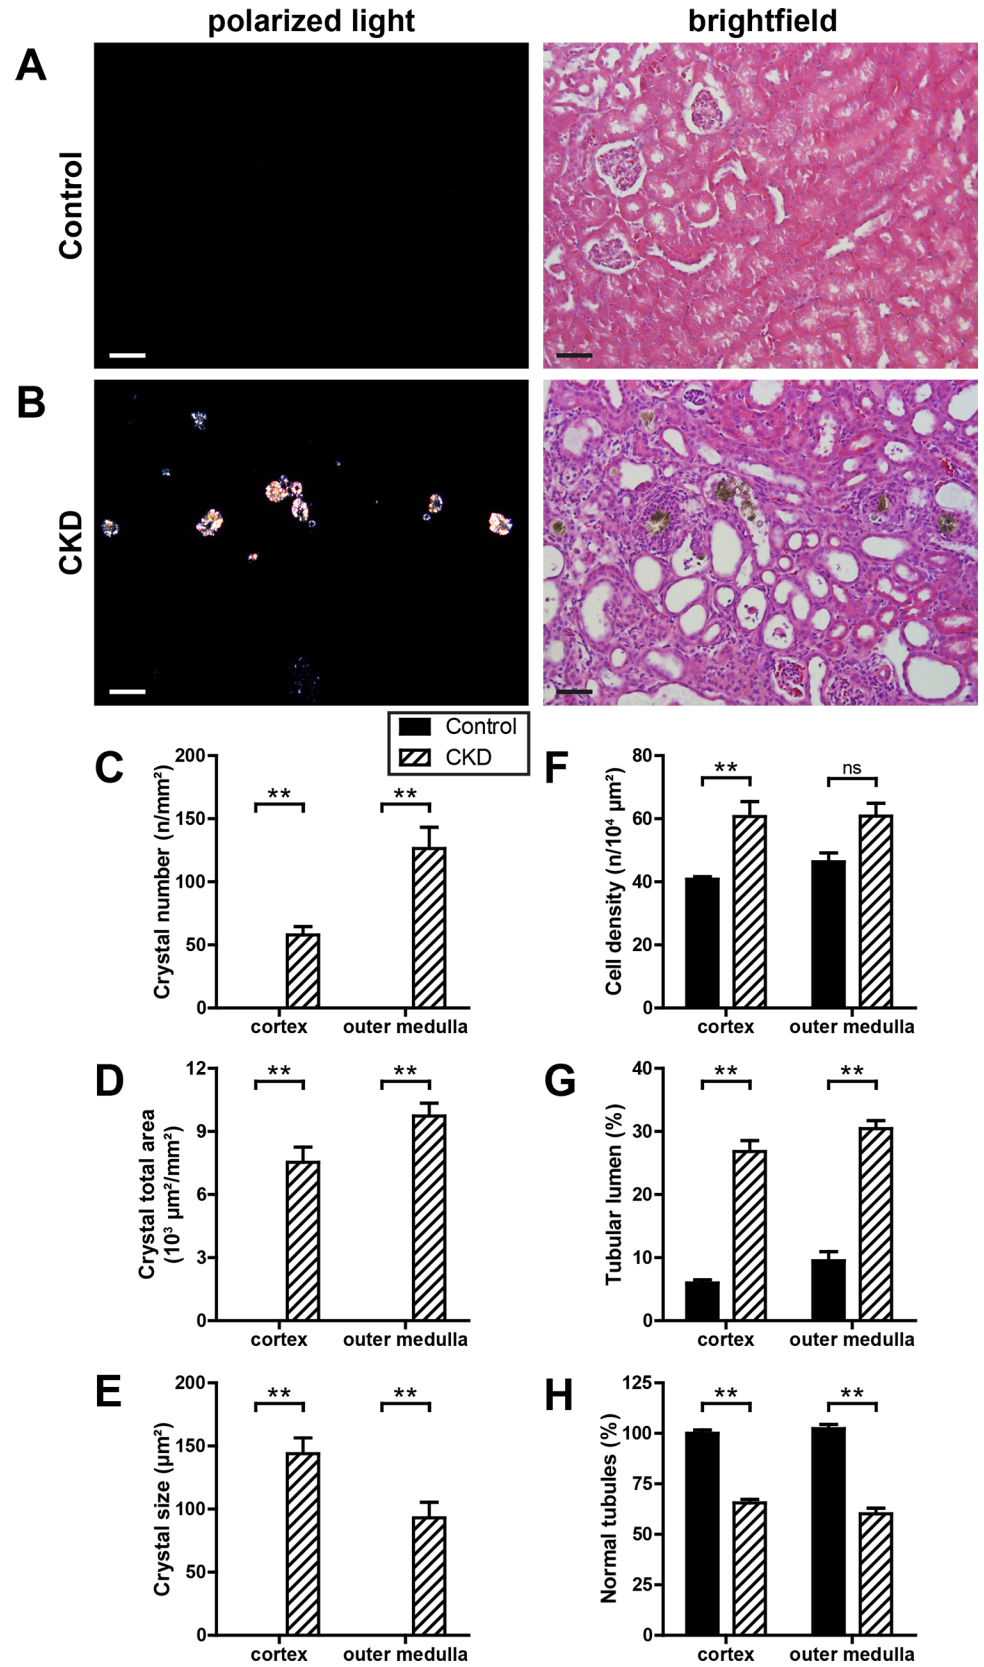 polarized light
brightfield
A
Control
B
CKD
Control
CKD
C
Crystal number (n/mm²)
200
150
100
50
0
**
**
cortex
outer medulla
F
Cell density (n/10⁴ µm²)
80
60
40
20
0
**
ns
cortex
outer medulla
D
Crystal total area
(10³ µm²/mm²)
12
9
6
3
0
**
**
cortex
outer medulla
G
Tubular lumen (%)
40
30
20
10
0
**
**
cortex
outer medulla
E
Crystal size (µm²)
200
150
100
50
0
**
**
cortex
outer medulla
H
Normal tubules (%)
125
100
75
50
25
0
**
**
cortex
outer medulla